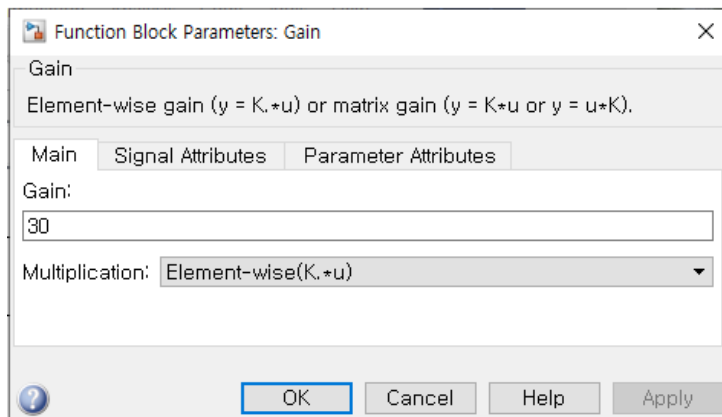 Function Block Parameters: Gain
Gain
Element-wise gain (y = K.*u) or matrix gain (y = K*u or y = u*K).
Main Signal Attributes Parameter Attributes
Gain:
30
Multiplication: Element-wise(K.*u)
OK Cancel Help Apply